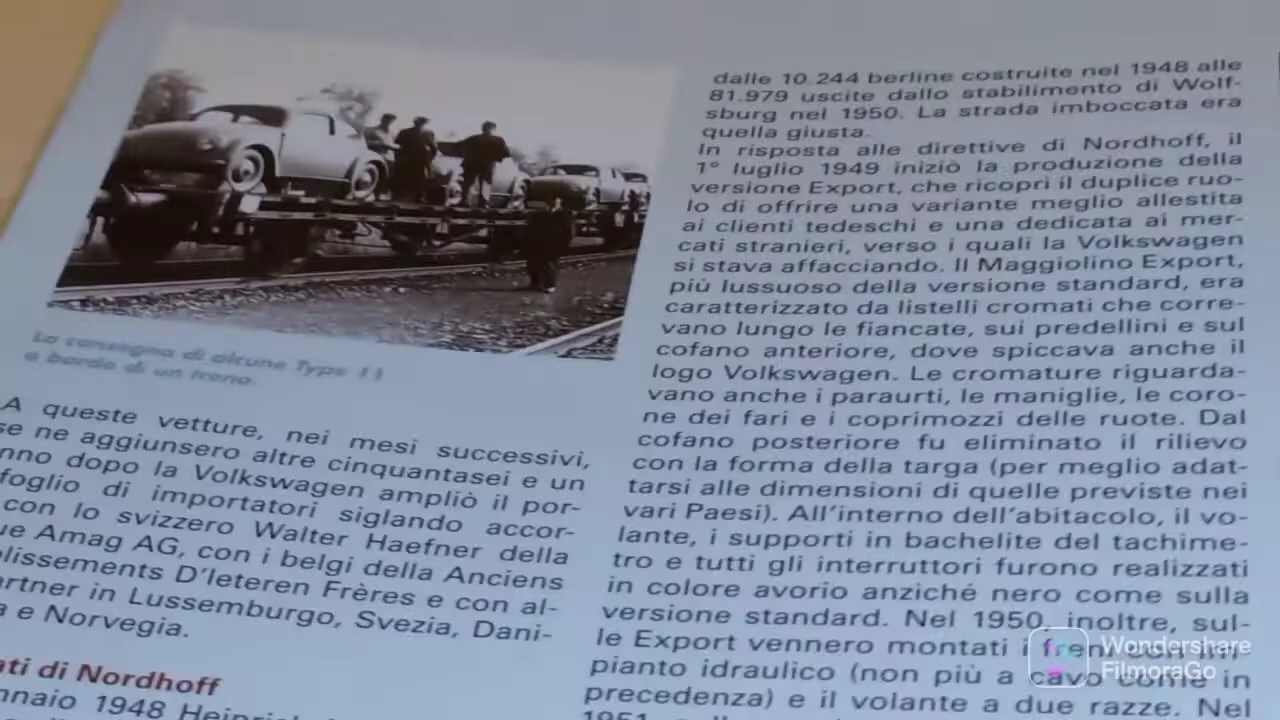 La consegna di alcune Type 11
a bordo di un treno.
A queste vetture, nei mesi successivi,
se ne aggiunsero altre cinquantasei e un
nno dopo la Volkswagen ampliò il por-
foglio di importatori siglando accor-
con lo svizzero Walter Haefner della
ue Amag AG, con i belgi della Anciens
lissements D'Ieteren Frères e con al-
artner in Lussemburgo, Svezia, Dani-
a e Norvegia.
ati di Nordhoff
nnaio 1948
dalle 10.244 berline costruite nel 1948 alle
81.979 uscite dallo stabilimento di Wolf-
sburg nel 1950. La strada imboccata era
quella giusta.
In risposta alle direttive di Nordhoff, il
1° luglio 1949 iniziò la produzione della
versione Export, che ricoprì il duplice ruo-
lo di offrire una variante meglio allestita
ai clienti tedeschi e una dedicata ai mer-
cati stranieri, verso i quali la Volkswagen
si stava affacciando. Il Maggiolino Export,
più lussuoso della versione standard, era
caratterizzato da listelli cromati che corre-
vano lungo le fiancate, sui predellini e sul
cofano anteriore, dove spiccava anche il
logo Volkswagen. Le cromature riguarda-
vano anche i paraurti, le maniglie, le coro-
ne dei fari e i coprimozzi delle ruote. Dal
cofano posteriore fu eliminato il rilievo
con la forma della targa (per meglio adat-
tarsi alle dimensioni di quelle previste nei
vari Paesi). All'interno dell'abitacolo, il vo-
lante, i supporti in bachelite del tachime-
tro e tutti gli interruttori furono realizzati
in colore avorio anziché nero come sulla
versione standard. Nel 1950, inoltre, sul-
le Export vennero montati i freni con im-
pianto idraulico (non più a cavo come in
precedenza) e il volante a due razze. Nel
1951
Wondershare
FilmoraGo